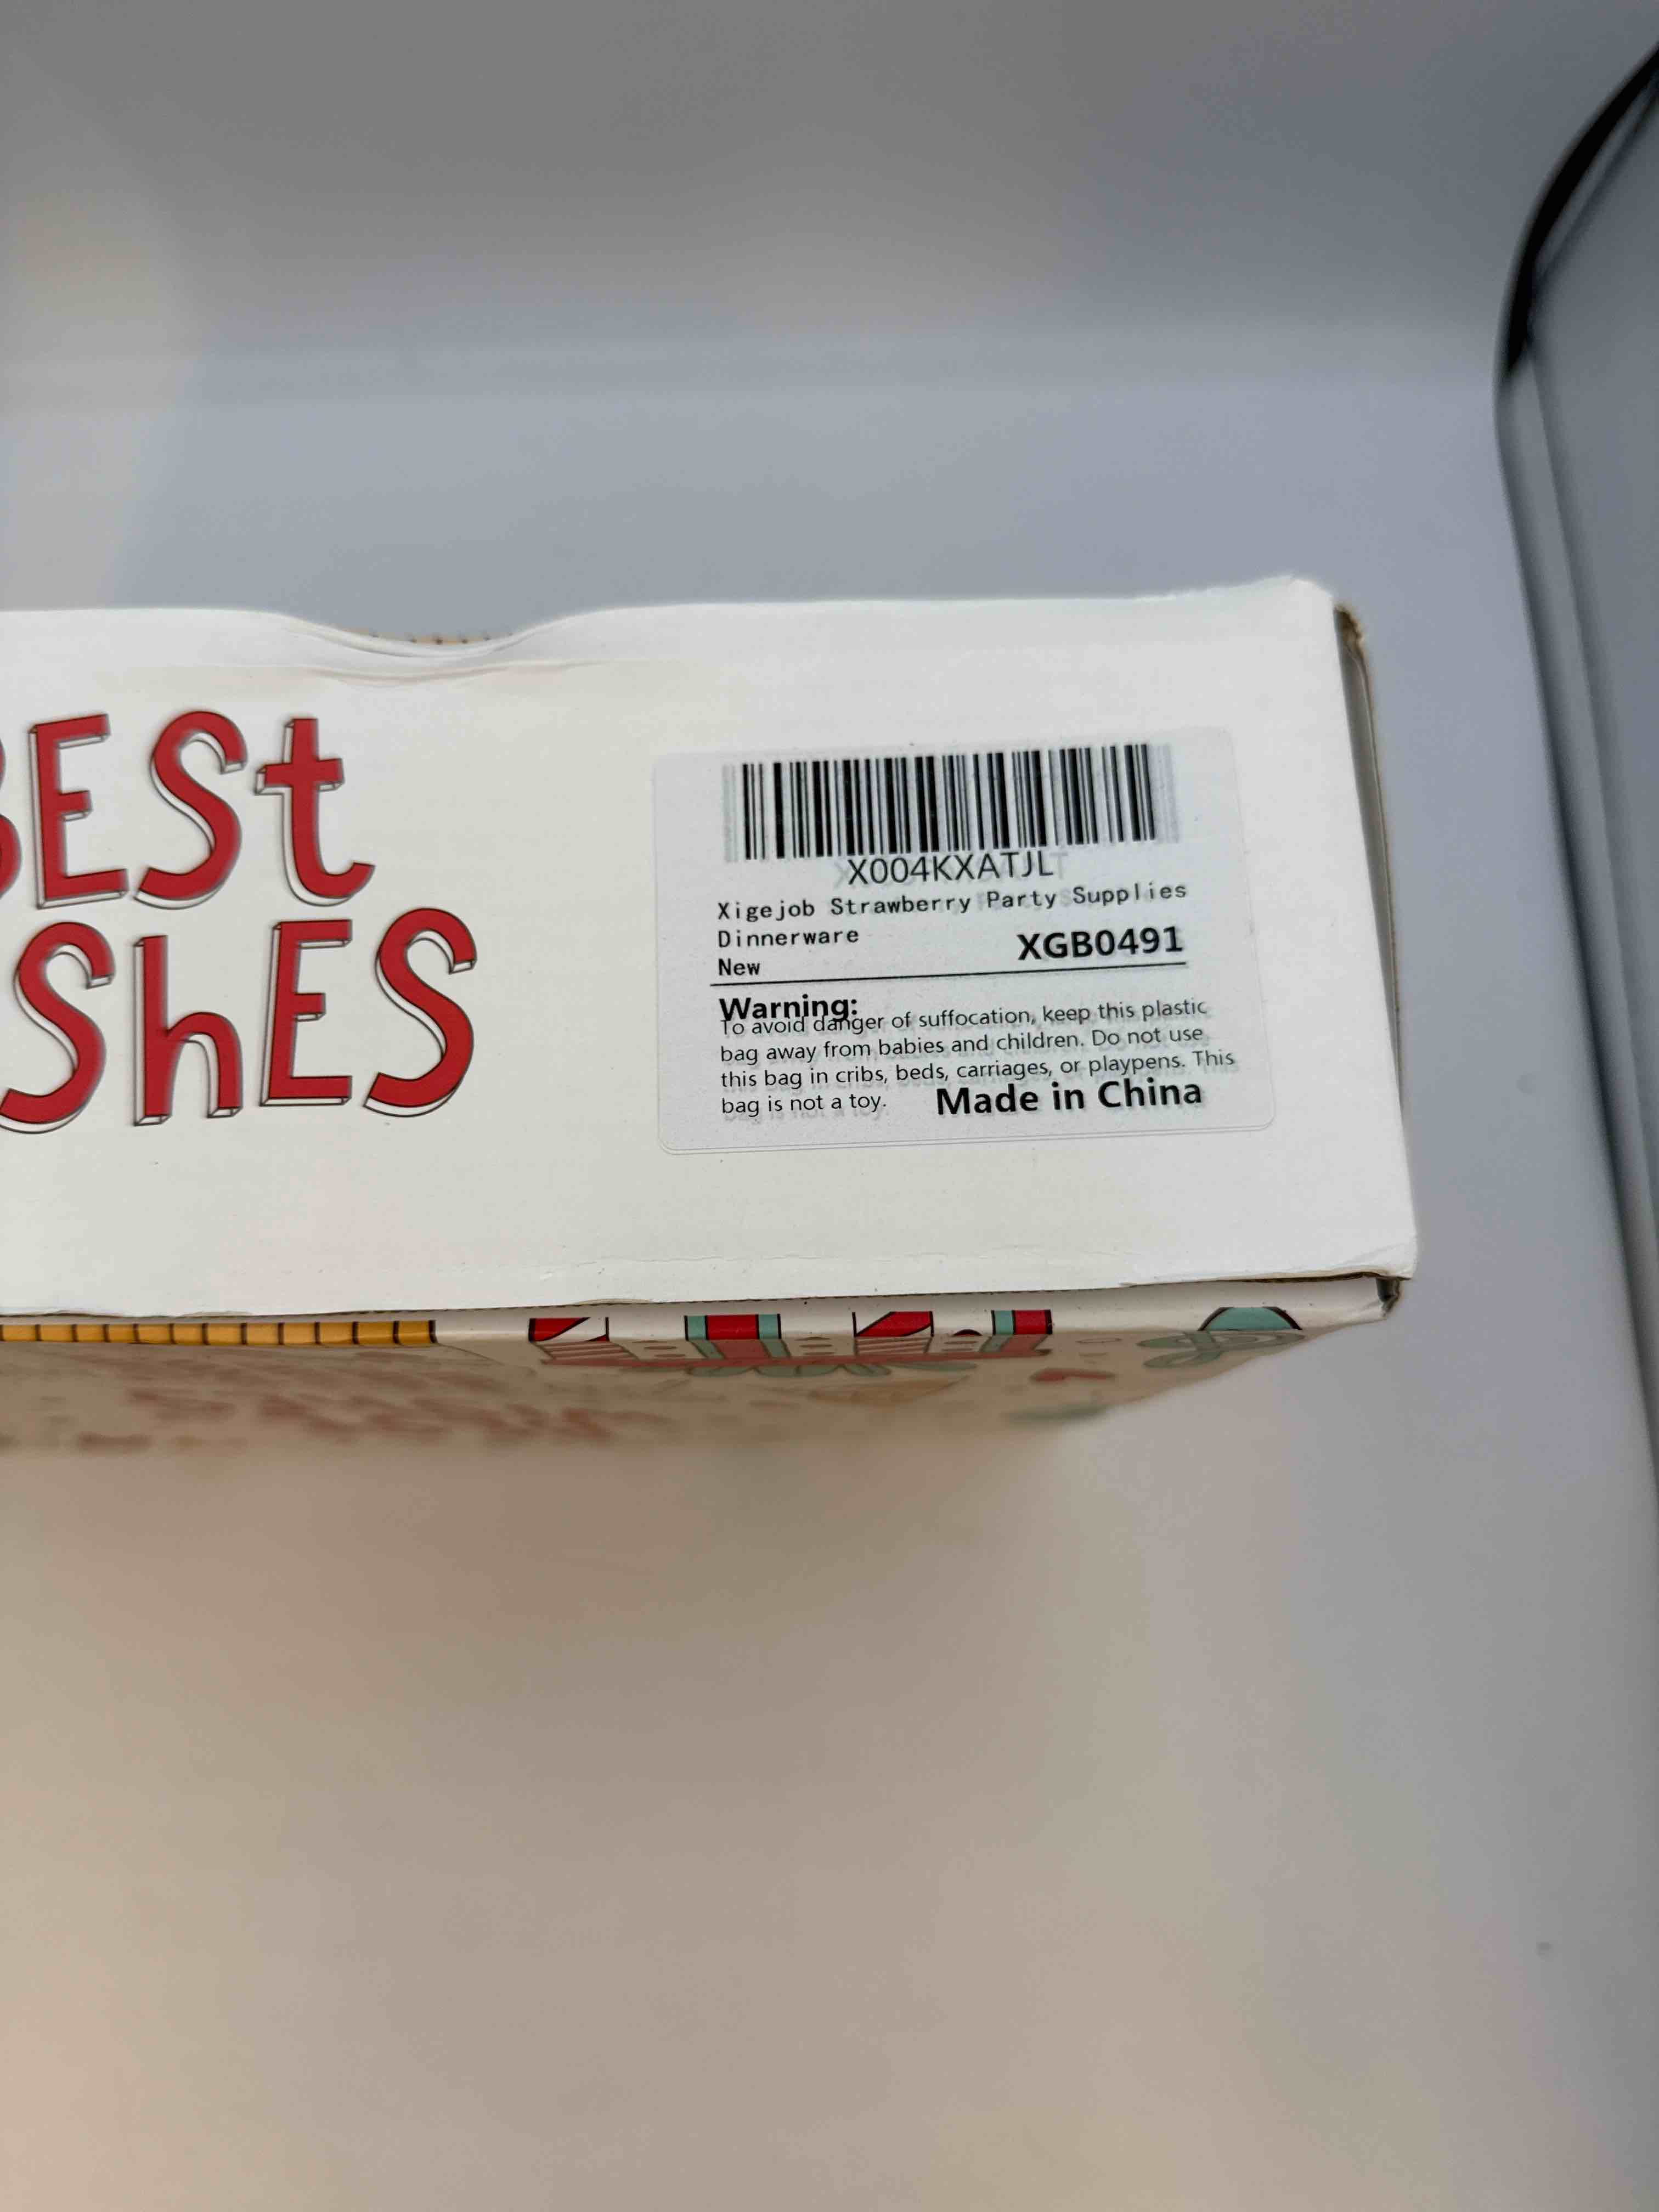 BESt
ShES
X004KXATJL
Xigejob Strawberry Party Supplies
Dinnerware
XGB0491
New
Warning:
To avoid danger of suffocation, keep this plastic
bag away from babies and children. Do not use
this bag in cribs, beds, carriages, or playpens. This
bag is not a toy.
Made in China